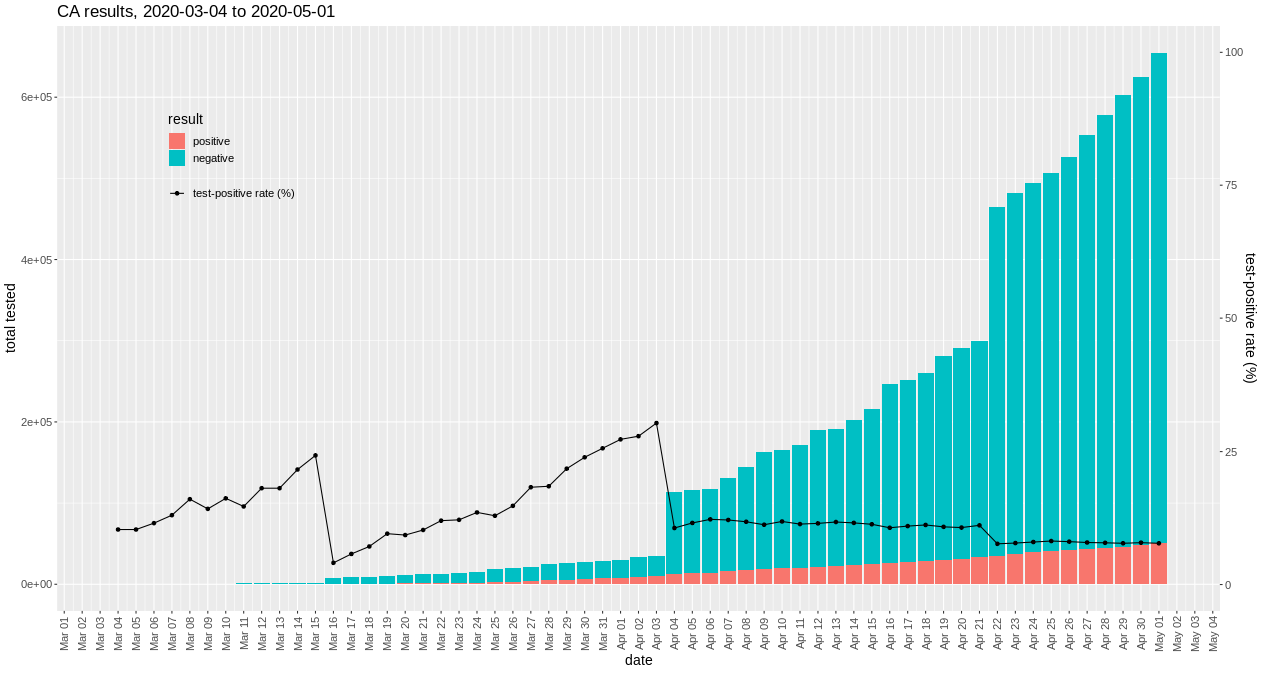 CA results, 2020-03-04 to 2020-05-01
result
positive
negative
test-positive rate (%)
total tested
6e+05
4e+05
2e+05
0e+00
100
75
50
25
0
test-positive rate (%)
Mar 01
Mar 02
Mar 03
Mar 04
Mar 05
Mar 06
Mar 07
Mar 08
Mar 09
Mar 10
Mar 11
Mar 12
Mar 13
Mar 14
Mar 15
Mar 16
Mar 17
Mar 18
Mar 19
Mar 20
Mar 21
Mar 22
Mar 23
Mar 24
Mar 25
Mar 26
Mar 27
Mar 28
Mar 29
Mar 30
Mar 31
Apr 01
Apr 02
Apr 03
Apr 04
Apr 05
Apr 06
Apr 07
Apr 08
Apr 09
Apr 10
Apr 11
Apr 12
Apr 13
Apr 14
Apr 15
Apr 16
Apr 17
Apr 18
Apr 19
Apr 20
Apr 21
Apr 22
Apr 23
Apr 24
Apr 25
Apr 26
Apr 27
Apr 28
Apr 29
Apr 30
May 01
May 02
May 03
May 04
date